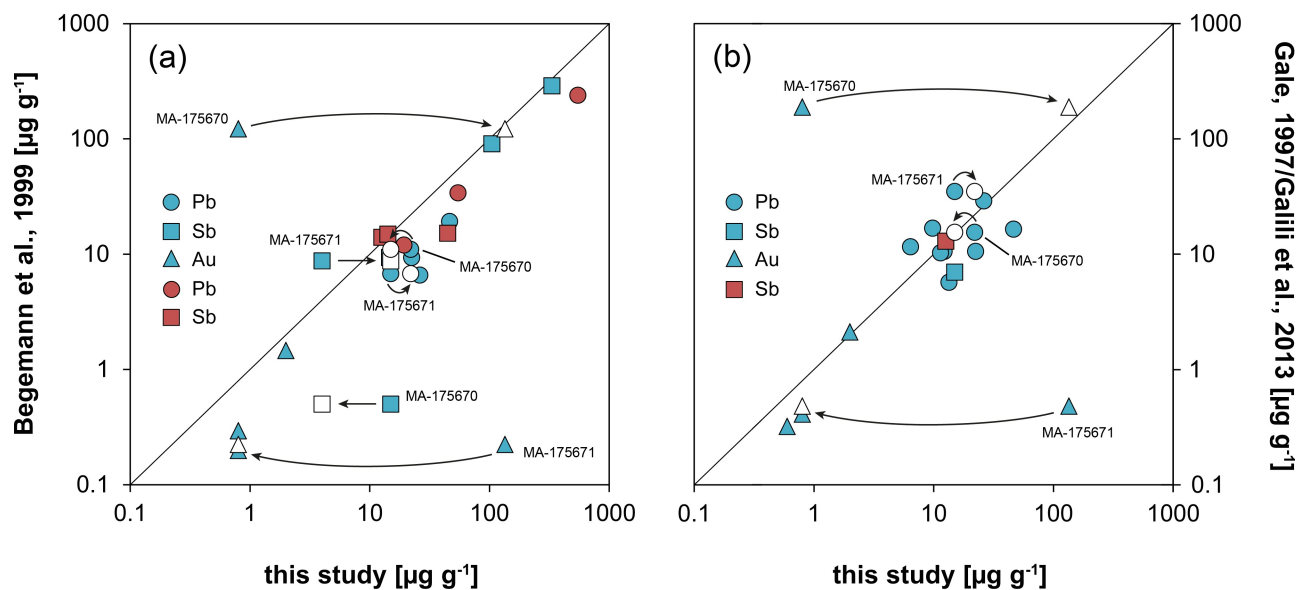 Begemann et al., 1999 [µg g⁻¹]
1000
100
10
1
0.1
(a)
MA-175670
Pb
Sb
Au
Pb
Sb
MA-175671
MA-175670
MA-175671
MA-175670
MA-175671
0.1
1
10
100
1000
this study [µg g⁻¹]
(b)
MA-175670
MA-175671
Pb
Sb
Au
Sb
MA-175670
MA-175671
0.1
1
10
100
1000
this study [µg g⁻¹]
1000
100
10
1
0.1
Gale, 1997/Galili et al., 2013 [µg g⁻¹]